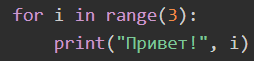 for i in range(3):
    print("Привет!", i)